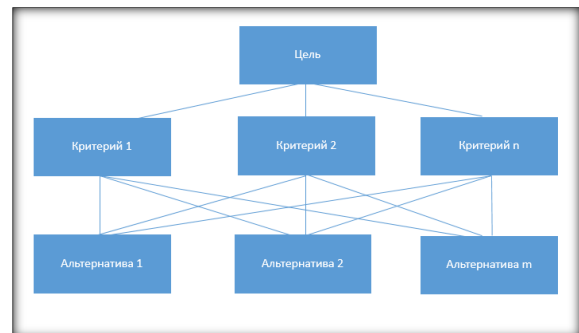 Цель
Критерий 1
Критерий 2
Критерий n
Альтернатива 1
Альтернатива 2
Альтернатива m